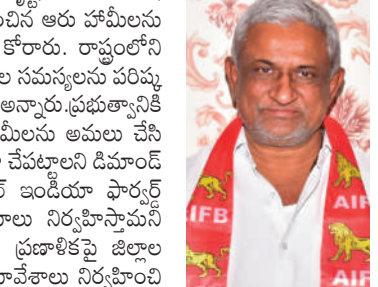 చిన ఆరు హామీలను
కోరారు. రాష్ట్రంలోని
ల సమస్యలను పరిష్క
అన్నారు.ప్రభుత్వానికి
మీలను అమలు చేసి
చేపట్టాలని డిమాండ్
ఇండియా ఫార్వర్డ్
లు నిర్వహిస్తామని
ప్రణాళికపై జిల్లాల
వేశాలు నిర్వహించి
AIFB
AIF
AIF